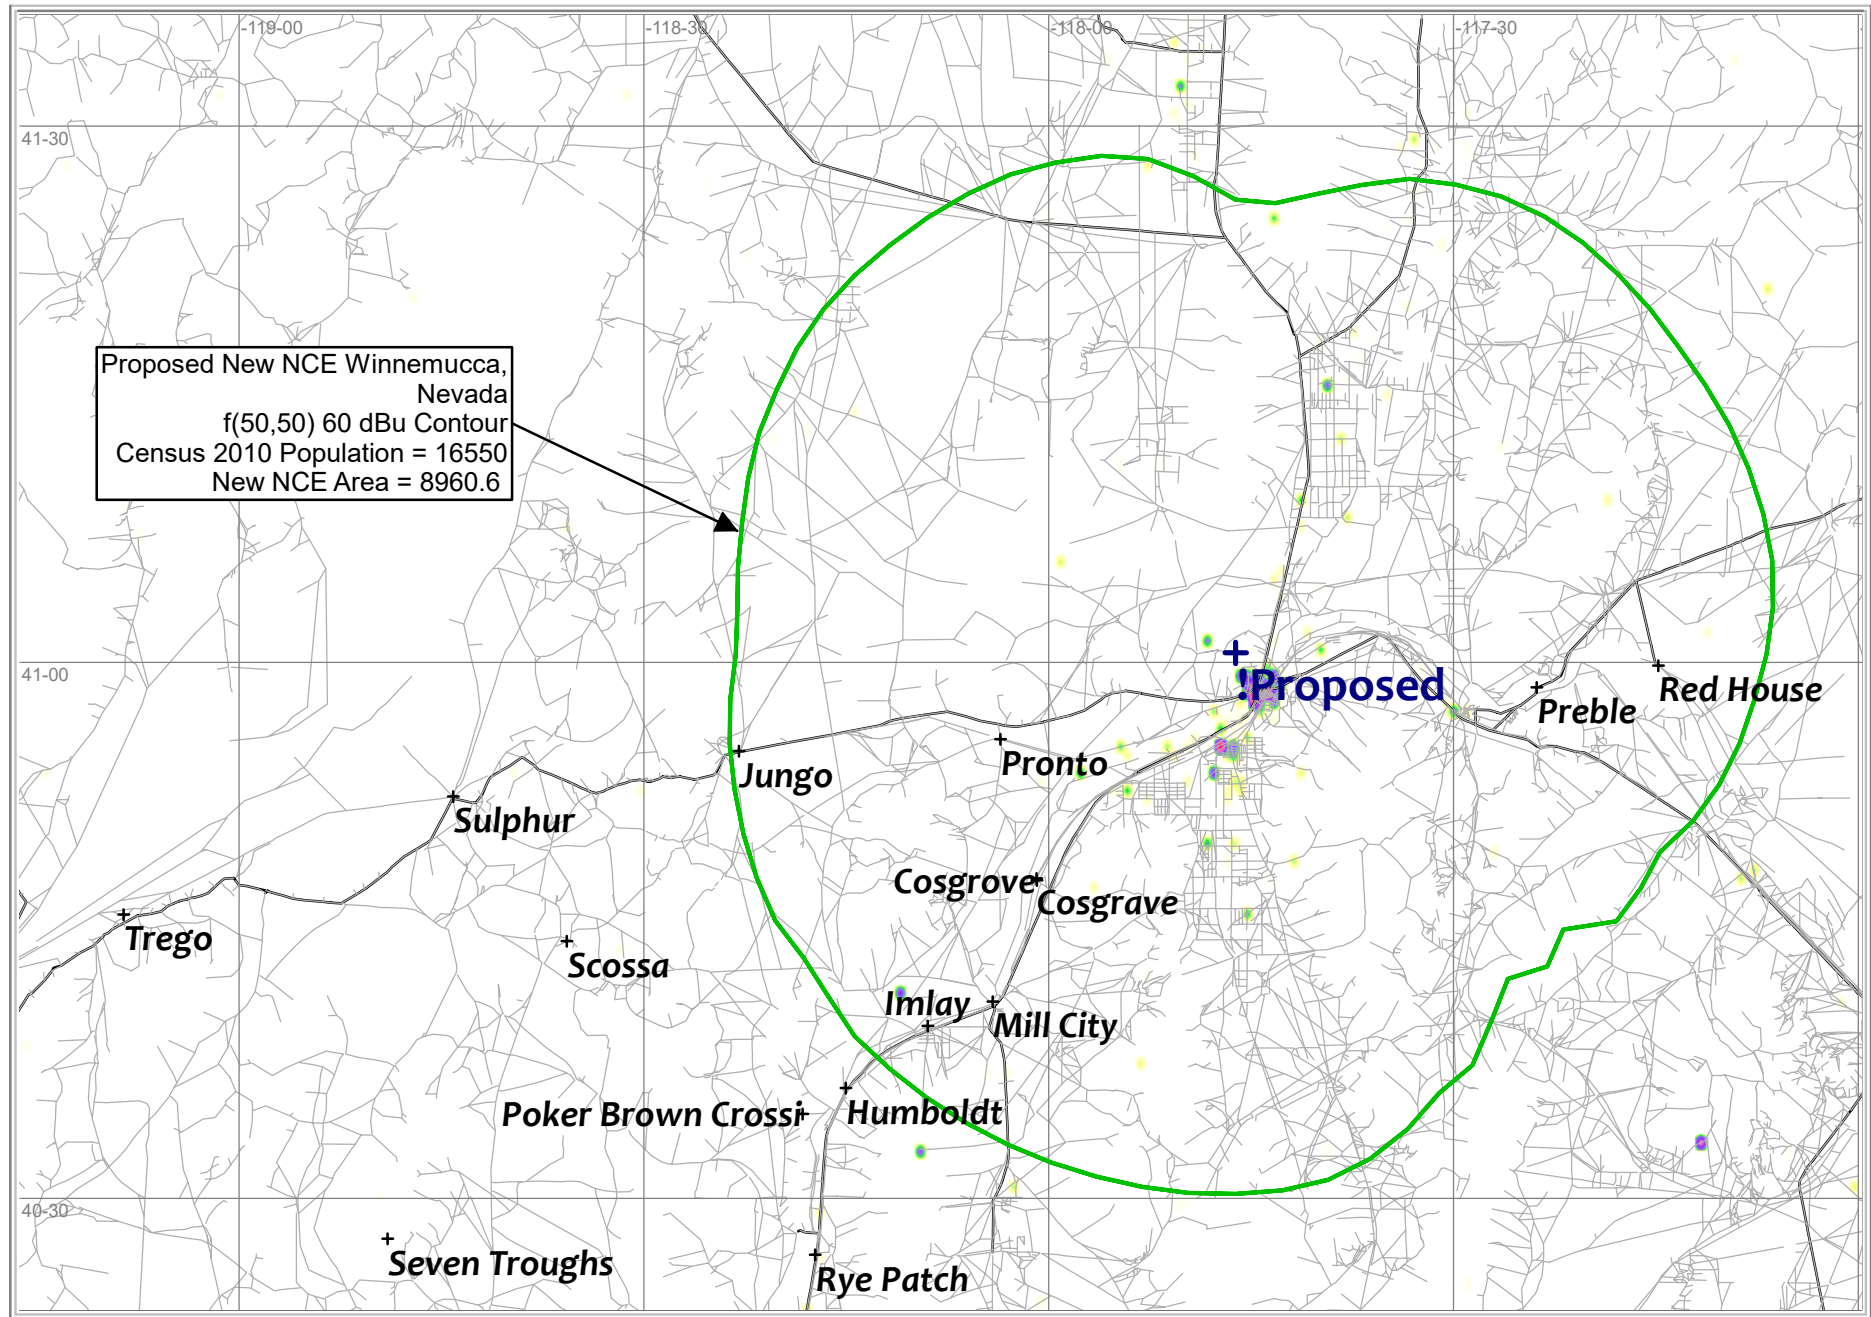 -119-00
-118-30
-118-00
-117-30
41-30
Proposed New NCE Winnemucca,
Nevada
f(50,50) 60 dBu Contour
Census 2010 Population = 16550
New NCE Area = 8960.6
41-00
!Proposed
Red House
Preble
Pronto
Jungo
Sulphur
Cosgrove
Cosgrave
Trego
Scossa
Imlay
Mill City
Poker Brown Crossi
Humboldt
40-30
Seven Troughs
Rye Patch